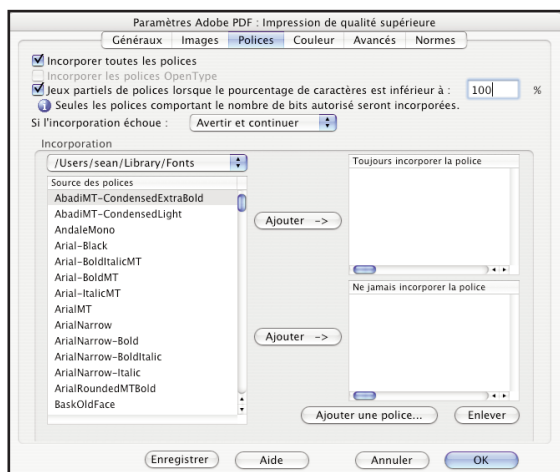 Paramètres Adobe PDF : Impression de qualité supérieure
Généraux Images Polices Couleur Avancés Normes
Incorporer toutes les polices
Incorporer les polices OpenType
Jeux partiels de polices lorsque le pourcentage de caractères est inférieur à : 100 %
Seules les polices comportant le nombre de bits autorisé seront incorporées.
Si l'incorporation échoue : Avertir et continuer
Incorporation
/Users/sean/Library/Fonts
Source des polices
AbadiMT-CondensedExtraBold
AbadiMT-CondensedLight
AndaleMono
Arial-Black
Arial-BoldItalicMT
Arial-BoldMT
Arial-ItalicMT
ArialMT
ArialNarrow
ArialNarrow-Bold
ArialNarrow-BoldItalic
ArialNarrow-Italic
ArialRoundedMTBold
BaskOldFace
Ajouter ->
Toujours incorporer la police
Ajouter ->
Ne jamais incorporer la police
Ajouter une police... Enlever
Enregistrer Aide Annuler OK